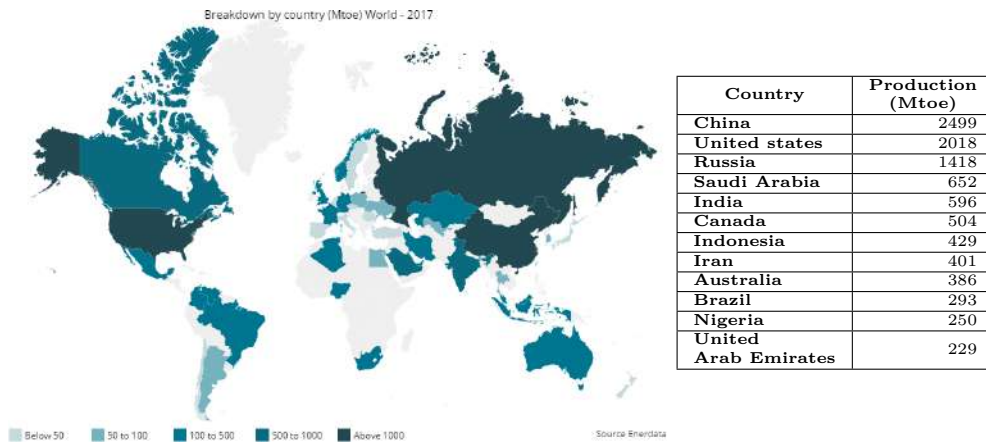 Breakdown by country (Mtoe) World - 2017
Below 50
50 to 100
100 to 500
500 to 1000
Above 1000
Source Enerdata
Country Production (Mtoe)
China 2499
United states 2018
Russia 1418
Saudi Arabia 652
India 596
Canada 504
Indonesia 429
Iran 401
Australia 386
Brazil 293
Nigeria 250
United
Arab Emirates 229